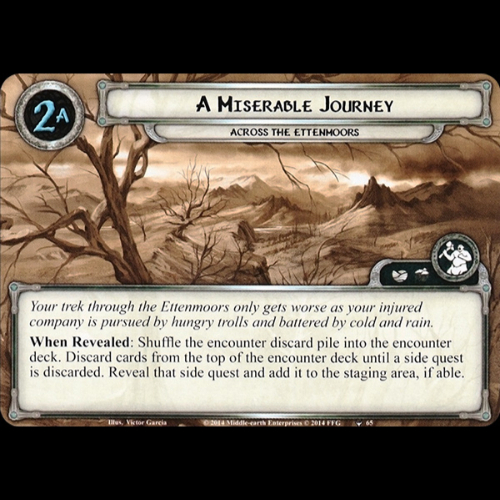 2A
A Miserable Journey
Across the Ettenmoors
Your trek through the Ettenmoors only gets worse as your injured
company is pursued by hungry trolls and battered by cold and rain.
When Revealed: Shuffle the encounter discard pile into the encounter
deck. Discard cards from the top of the encounter deck until a side quest
is discarded. Reveal that side quest and add it to the staging area, if able.
Illus. Victor Garcia © 2014 Middle-earth Enterprises © 2014 FFG 65